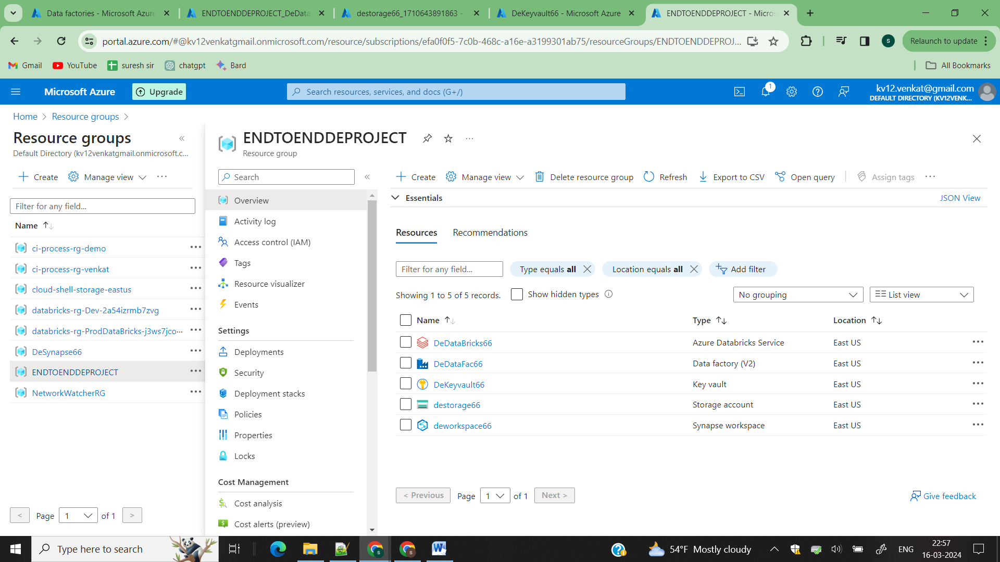 Data factories - Microsoft Azure
ENDTOENDDEPROJECT_DeData
destorage66_1710643891863 -
DeKeyvault66 - Microsoft Azure
ENDTOENDDEPROJECT - Micros
portal.azure.com/#@kv12venkatgmail.onmicrosoft.com/resource/subscriptions/efa0f0f5-7c0b-468c-a16e-a3199301ab75/resourceGroups/ENDTOENDDEPROJ...
S
Relaunch to update
Gmail
YouTube
suresh sir
chatgpt
Bard
All Bookmarks
Microsoft Azure
Upgrade
Search resources, services, and docs (G+/)
1
kv12.venkat@gmail.com
DEFAULT DIRECTORY (KV12VENK...
Home > Resource groups >
Resource groups
Default Directory (kv12venkatgmail.onmicrosoft.c...
Create
Manage view
Filter for any field...
Name
ci-process-rg-demo
ci-process-rg-venkat
cloud-shell-storage-eastus
databricks-rg-Dev-2a54izrmb7zvg
databricks-rg-ProdDataBricks-j3ws7jco...
DeSynapse66
ENDTOENDDEPROJECT
NetworkWatcherRG
< Page 1 of 1 >
ENDTOENDDEPROJECT
Resource group
Search
Overview
Activity log
Access control (IAM)
Tags
Resource visualizer
Events
Settings
Deployments
Security
Deployment stacks
Policies
Properties
Locks
Cost Management
Cost analysis
Cost alerts (preview)
Create
Manage view
Delete resource group
Refresh
Export to CSV
Open query
Assign tags
Essentials
JSON View
Resources
Recommendations
Filter for any field...
Type equals all
Location equals all
Add filter
Showing 1 to 5 of 5 records.
Show hidden types
No grouping
List view
Name Type Location
DeDataBricks66 Azure Databricks Service East US
DeDataFac66 Data factory (V2) East US
DeKeyvault66 Key vault East US
destorage66 Storage account East US
deworkspace66 Synapse workspace East US
< Previous Page 1 of 1 Next >
Give feedback
Type here to search
54°F Mostly cloudy
ENG
22:57
16-03-2024